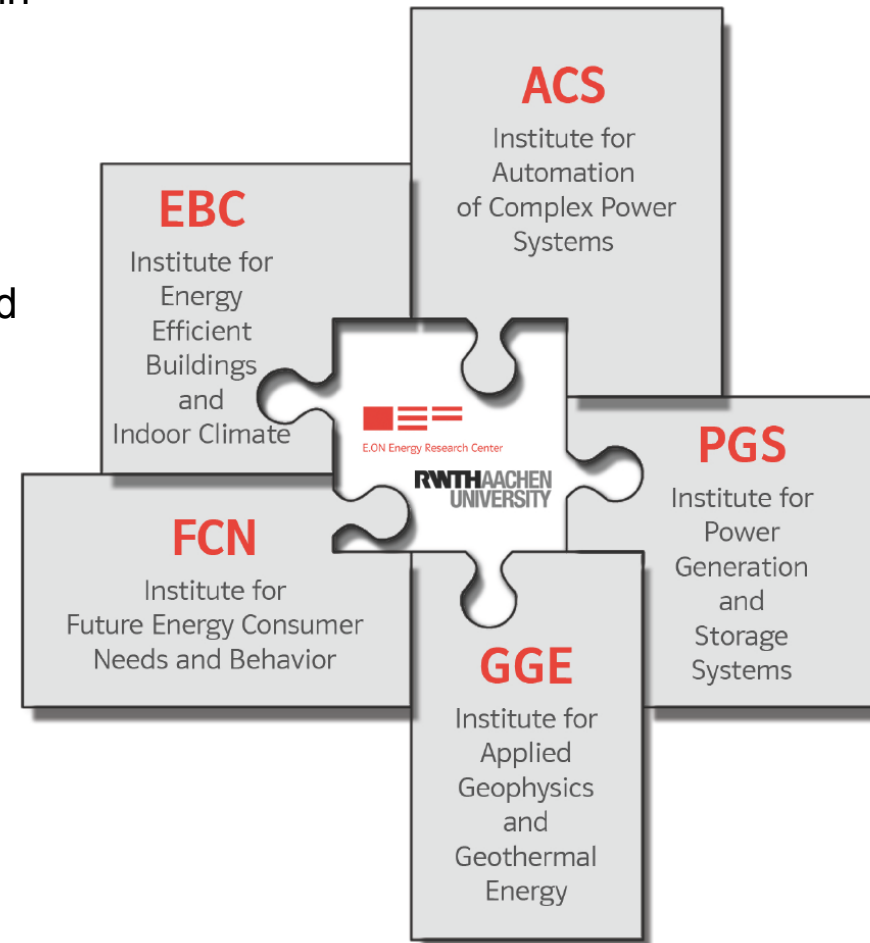 ACS
Institute for
Automation
of Complex Power
Systems
EBC
Institute for
Energy
Efficient
Buildings
and
Indoor Climate
d
E.ON Energy Research Center
RWTHAACHEN
UNIVERSITY
PGS
Institute for
Power
Generation
and
Storage
Systems
FCN
Institute for
Future Energy Consumer
Needs and Behavior
GGE
Institute for
Applied
Geophysics
and
Geothermal
Energy